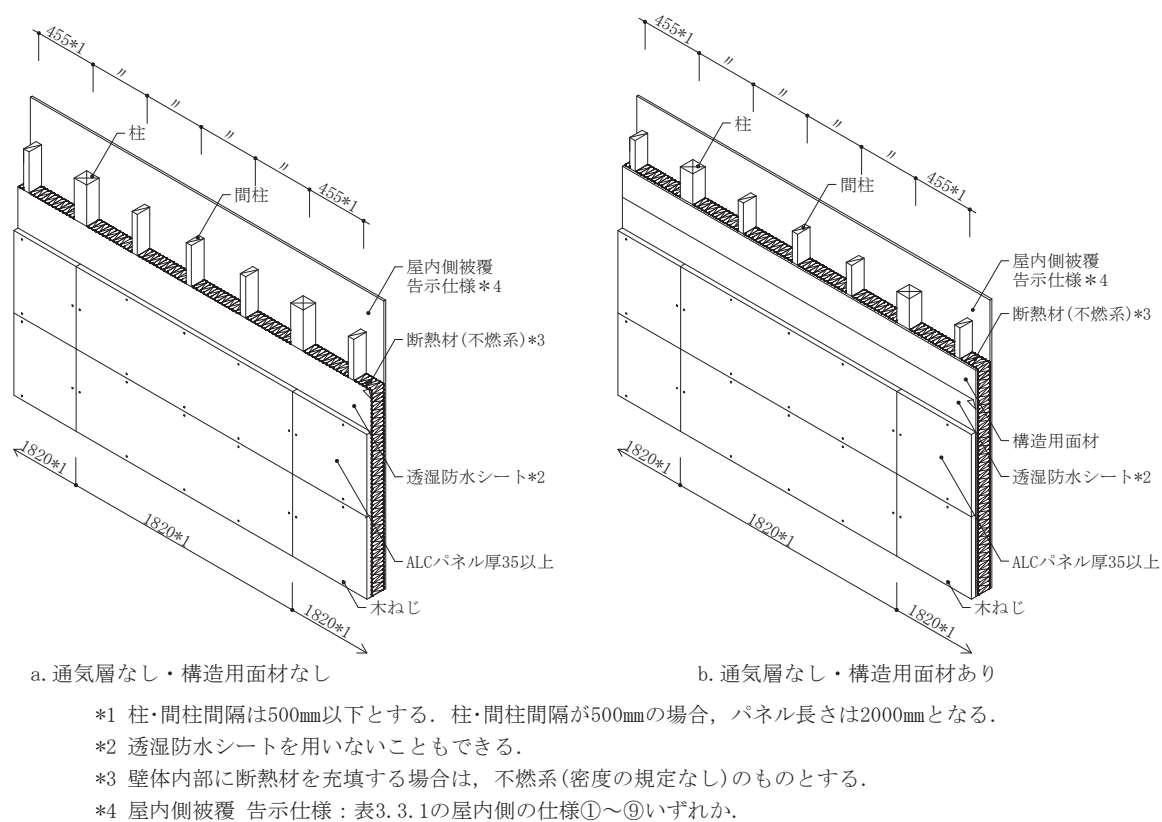 455*1
〃
〃
〃
〃
455*1
柱
間柱
屋内側被覆
告示仕様*4
断熱材(不燃系)*3
透湿防水シート*2
ALCパネル厚35以上
木ねじ
1820*1
1820*1
1820*1
a.通気層なし・構造用面材なし
455*1
〃
〃
〃
〃
455*1
柱
間柱
屋内側被覆
告示仕様*4
断熱材(不燃系)*3
構造用面材
透湿防水シート*2
ALCパネル厚35以上
木ねじ
1820*1
1820*1
1820*1
b.通気層なし・構造用面材あり
*1 柱・間柱間隔は500㎜以下とする．柱・間柱間隔が500㎜の場合，パネル長さは2000㎜となる．
*2 透湿防水シートを用いないこともできる．
*3 壁体内部に断熱材を充填する場合は，不燃系(密度の規定なし)のものとする．
*4 屋内側被覆 告示仕様：表3.3.1の屋内側の仕様①～⑨いずれか．